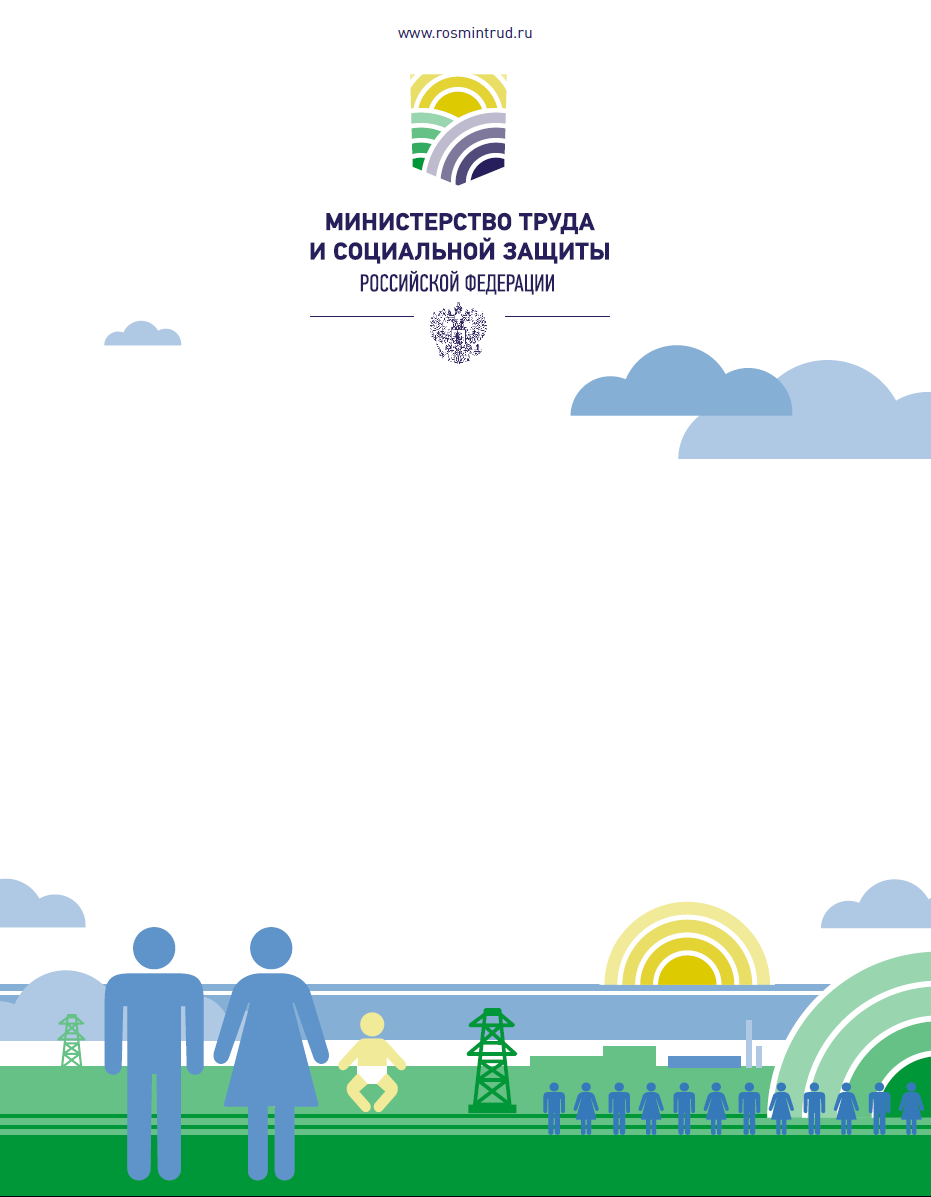 www.rosmintrud.ru
МИНИСТЕРСТВО ТРУДА
И СОЦИАЛЬНОЙ ЗАЩИТЫ
РОССИЙСКОЙ ФЕДЕРАЦИИ